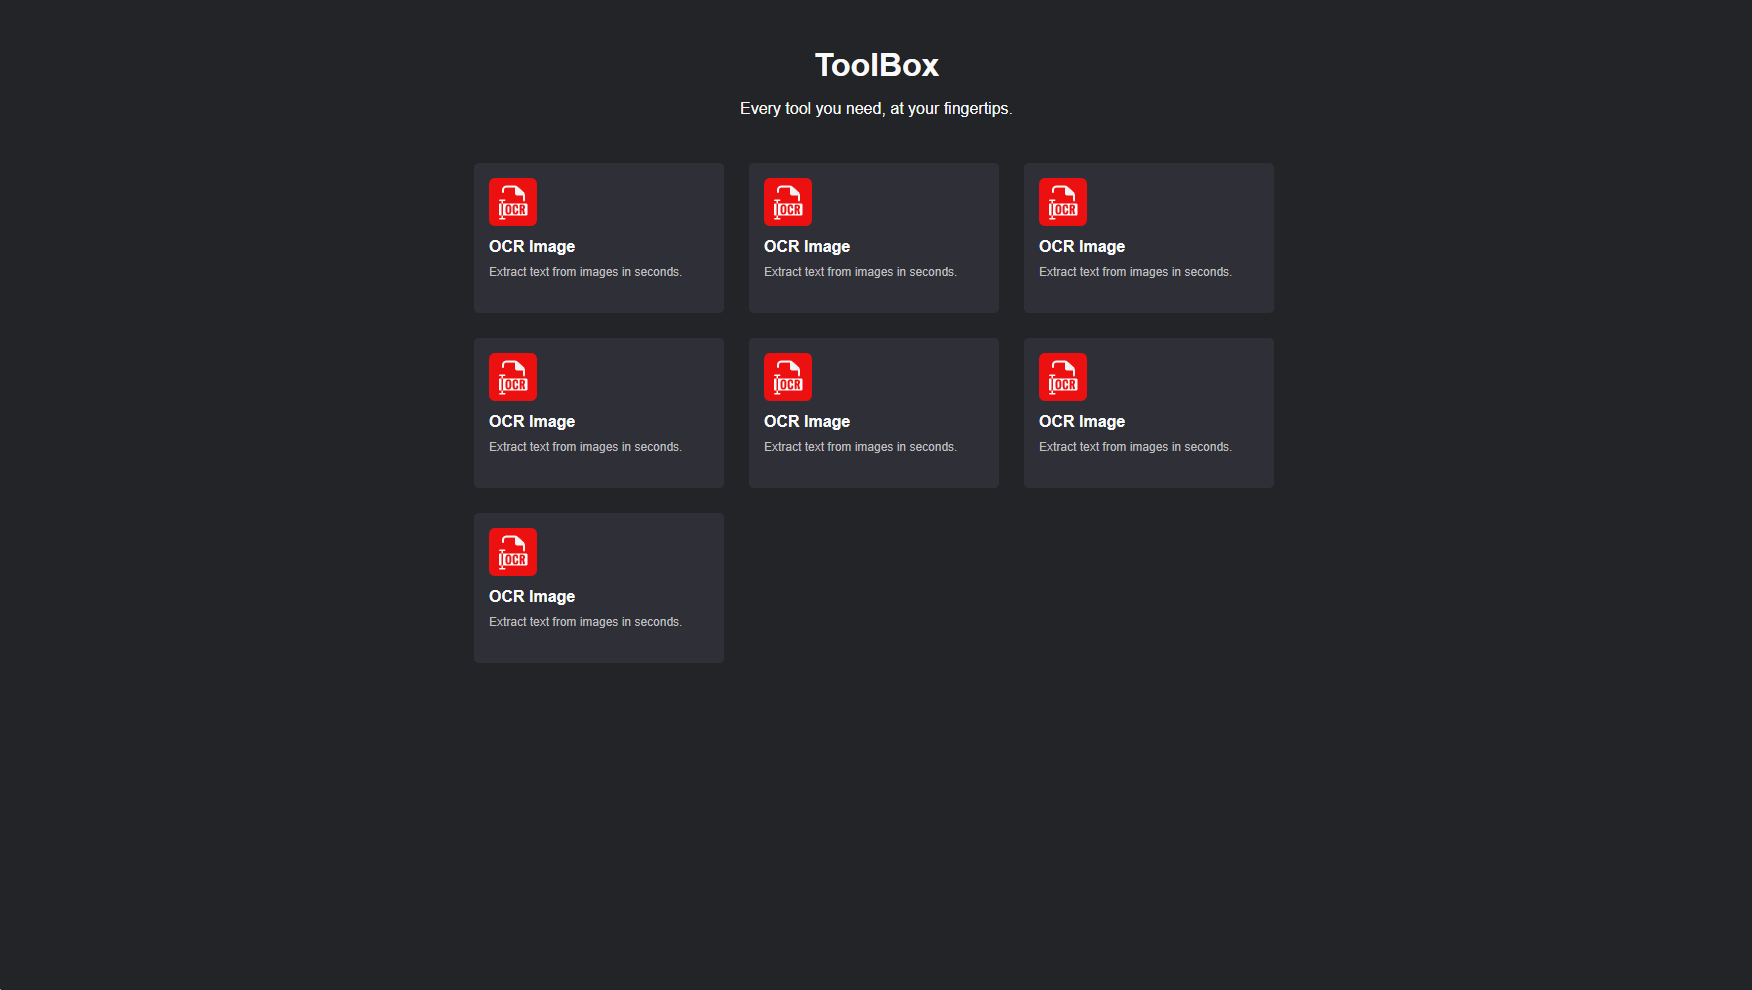 ToolBox
Every tool you need, at your fingertips.
OCR
OCR
OCR
OCR Image
OCR Image
OCR Image
Extract text from images in seconds.
Extract text from images in seconds.
Extract text from images in seconds.
OCR
OCR
OCR
OCR Image
OCR Image
OCR Image
Extract text from images in seconds.
Extract text from images in seconds.
Extract text from images in seconds.
OCR
OCR Image
Extract text from images in seconds.